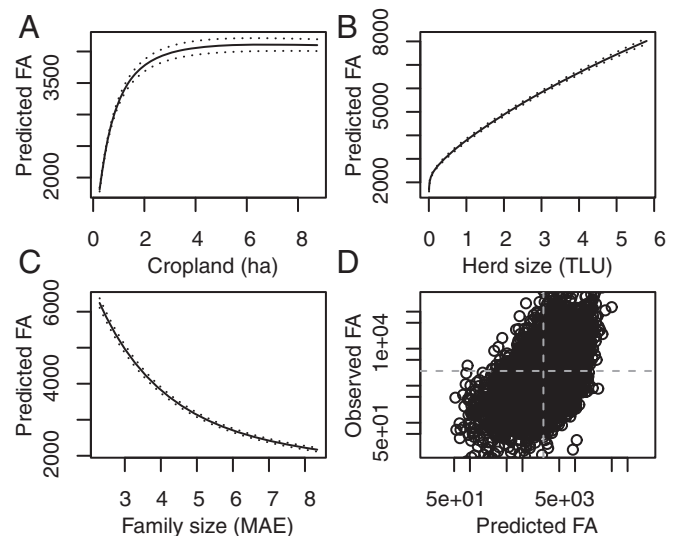 A
Predicted FA
2000
3500
0 2 4 6 8
Cropland (ha)
B
Predicted FA
2000
5000
8000
0 1 2 3 4 5 6
Herd size (TLU)
C
Predicted FA
2000
4000
6000
3 4 5 6 7 8
Family size (MAE)
D
Observed FA
5e+01
1e+04
5e+01 5e+03
Predicted FA